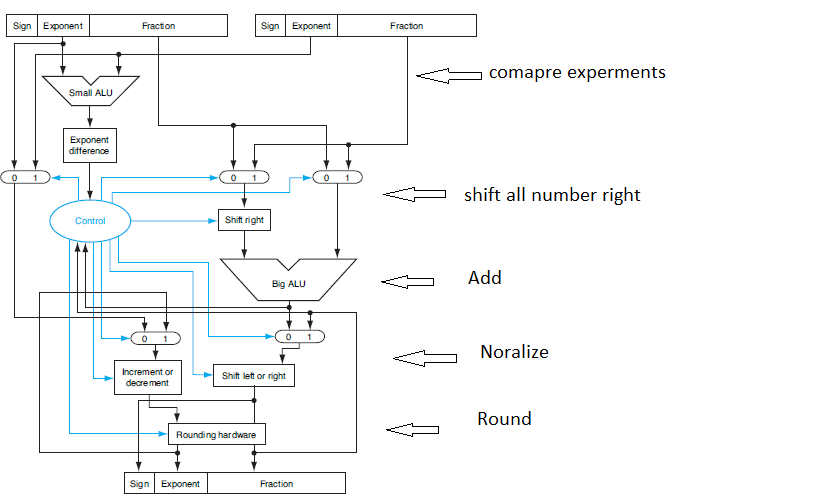 Sign Exponent Fraction Sign Exponent Fraction
comapre experments
Small ALU
Exponent
difference
0 1 0 1 0 1
shift all number right
Control
Shift right
Add
Big ALU
0 1 0 1
Noralize
Increment or
decrement
Shift left or right
Round
Rounding hardware
Sign Exponent Fraction